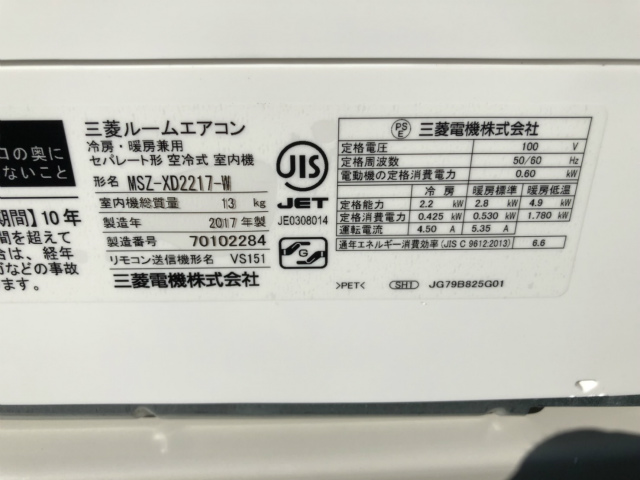 ロの奥に
ないこと
期間】10年
間を超えて
合は、経年
などの事故
ます。
三菱ルームエアコン
冷房・暖房兼用
セパレート形 空冷式 室内機
形名 MSZ-XD2217-W
室内機総質量 13 kg
製造年 2017年製
製造番号 70102284
リモコン送信機形名 VS151
三菱電機株式会社
JIS
JET
JE0308014
G
PSE 三菱電機株式会社
定格電圧 100 V
定格周波数 50/60 Hz
電動機の定格消費電力 0.60 kW
冷房 暖房標準 暖房低温
定格能力 2.2 kW 2.8 kW 4.9 kW
定格消費電力 0.425 kW 0.530 kW 1.780 kW
運転電流 4.50 A 5.35 A
通年エネルギー消費効率 (JIS C 9612:2013) 6.6
>PET< SHI JG79B825G01